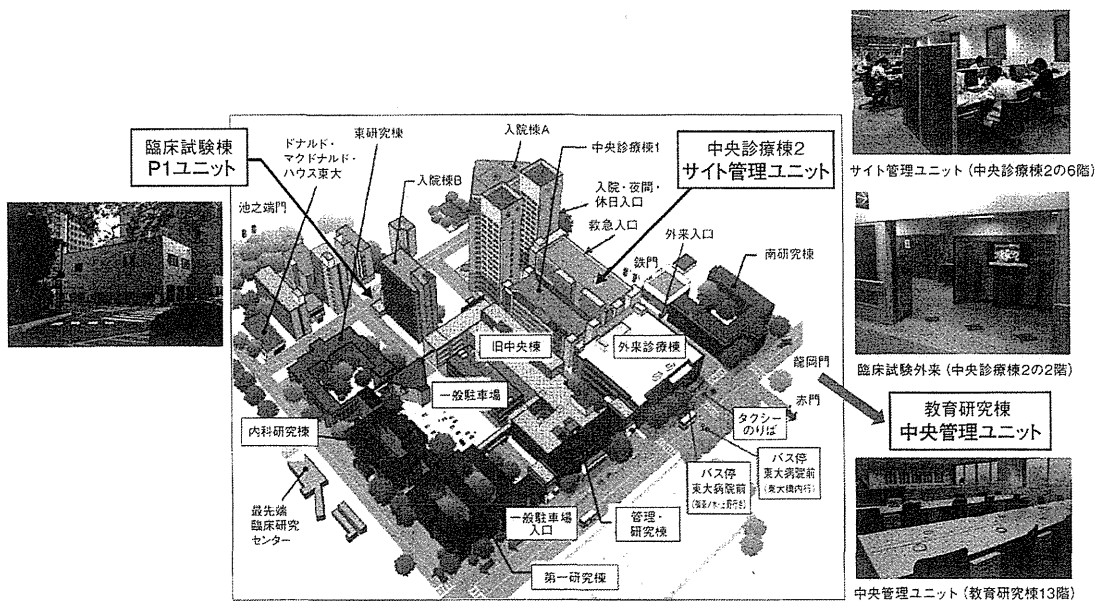 臨床試験棟
P1ユニット
ドナルド・
マクドナルド・
ハウス東大
東研究棟
入院棟A
中央診療棟1
中央診療棟2
サイト管理ユニット
入院棟B
池之端門
入院・夜間・
休日入口
救急入口
外来入口
鉄門
南研究棟
旧中央棟
外来診療棟
一般駐車場
内科研究棟
龍岡門
赤門
タクシー
のりば
バス停
東大病院前
(東大構内行)
バス停
東大病院前
最先端
臨床研究
センター
一般駐車場
入口
管理・
研究棟
第一研究棟
サイト管理ユニット(中央診療棟2の6階)
臨床試験外来(中央診療棟2の2階)
教育研究棟
中央管理ユニット
中央管理ユニット(教育研究棟13階)